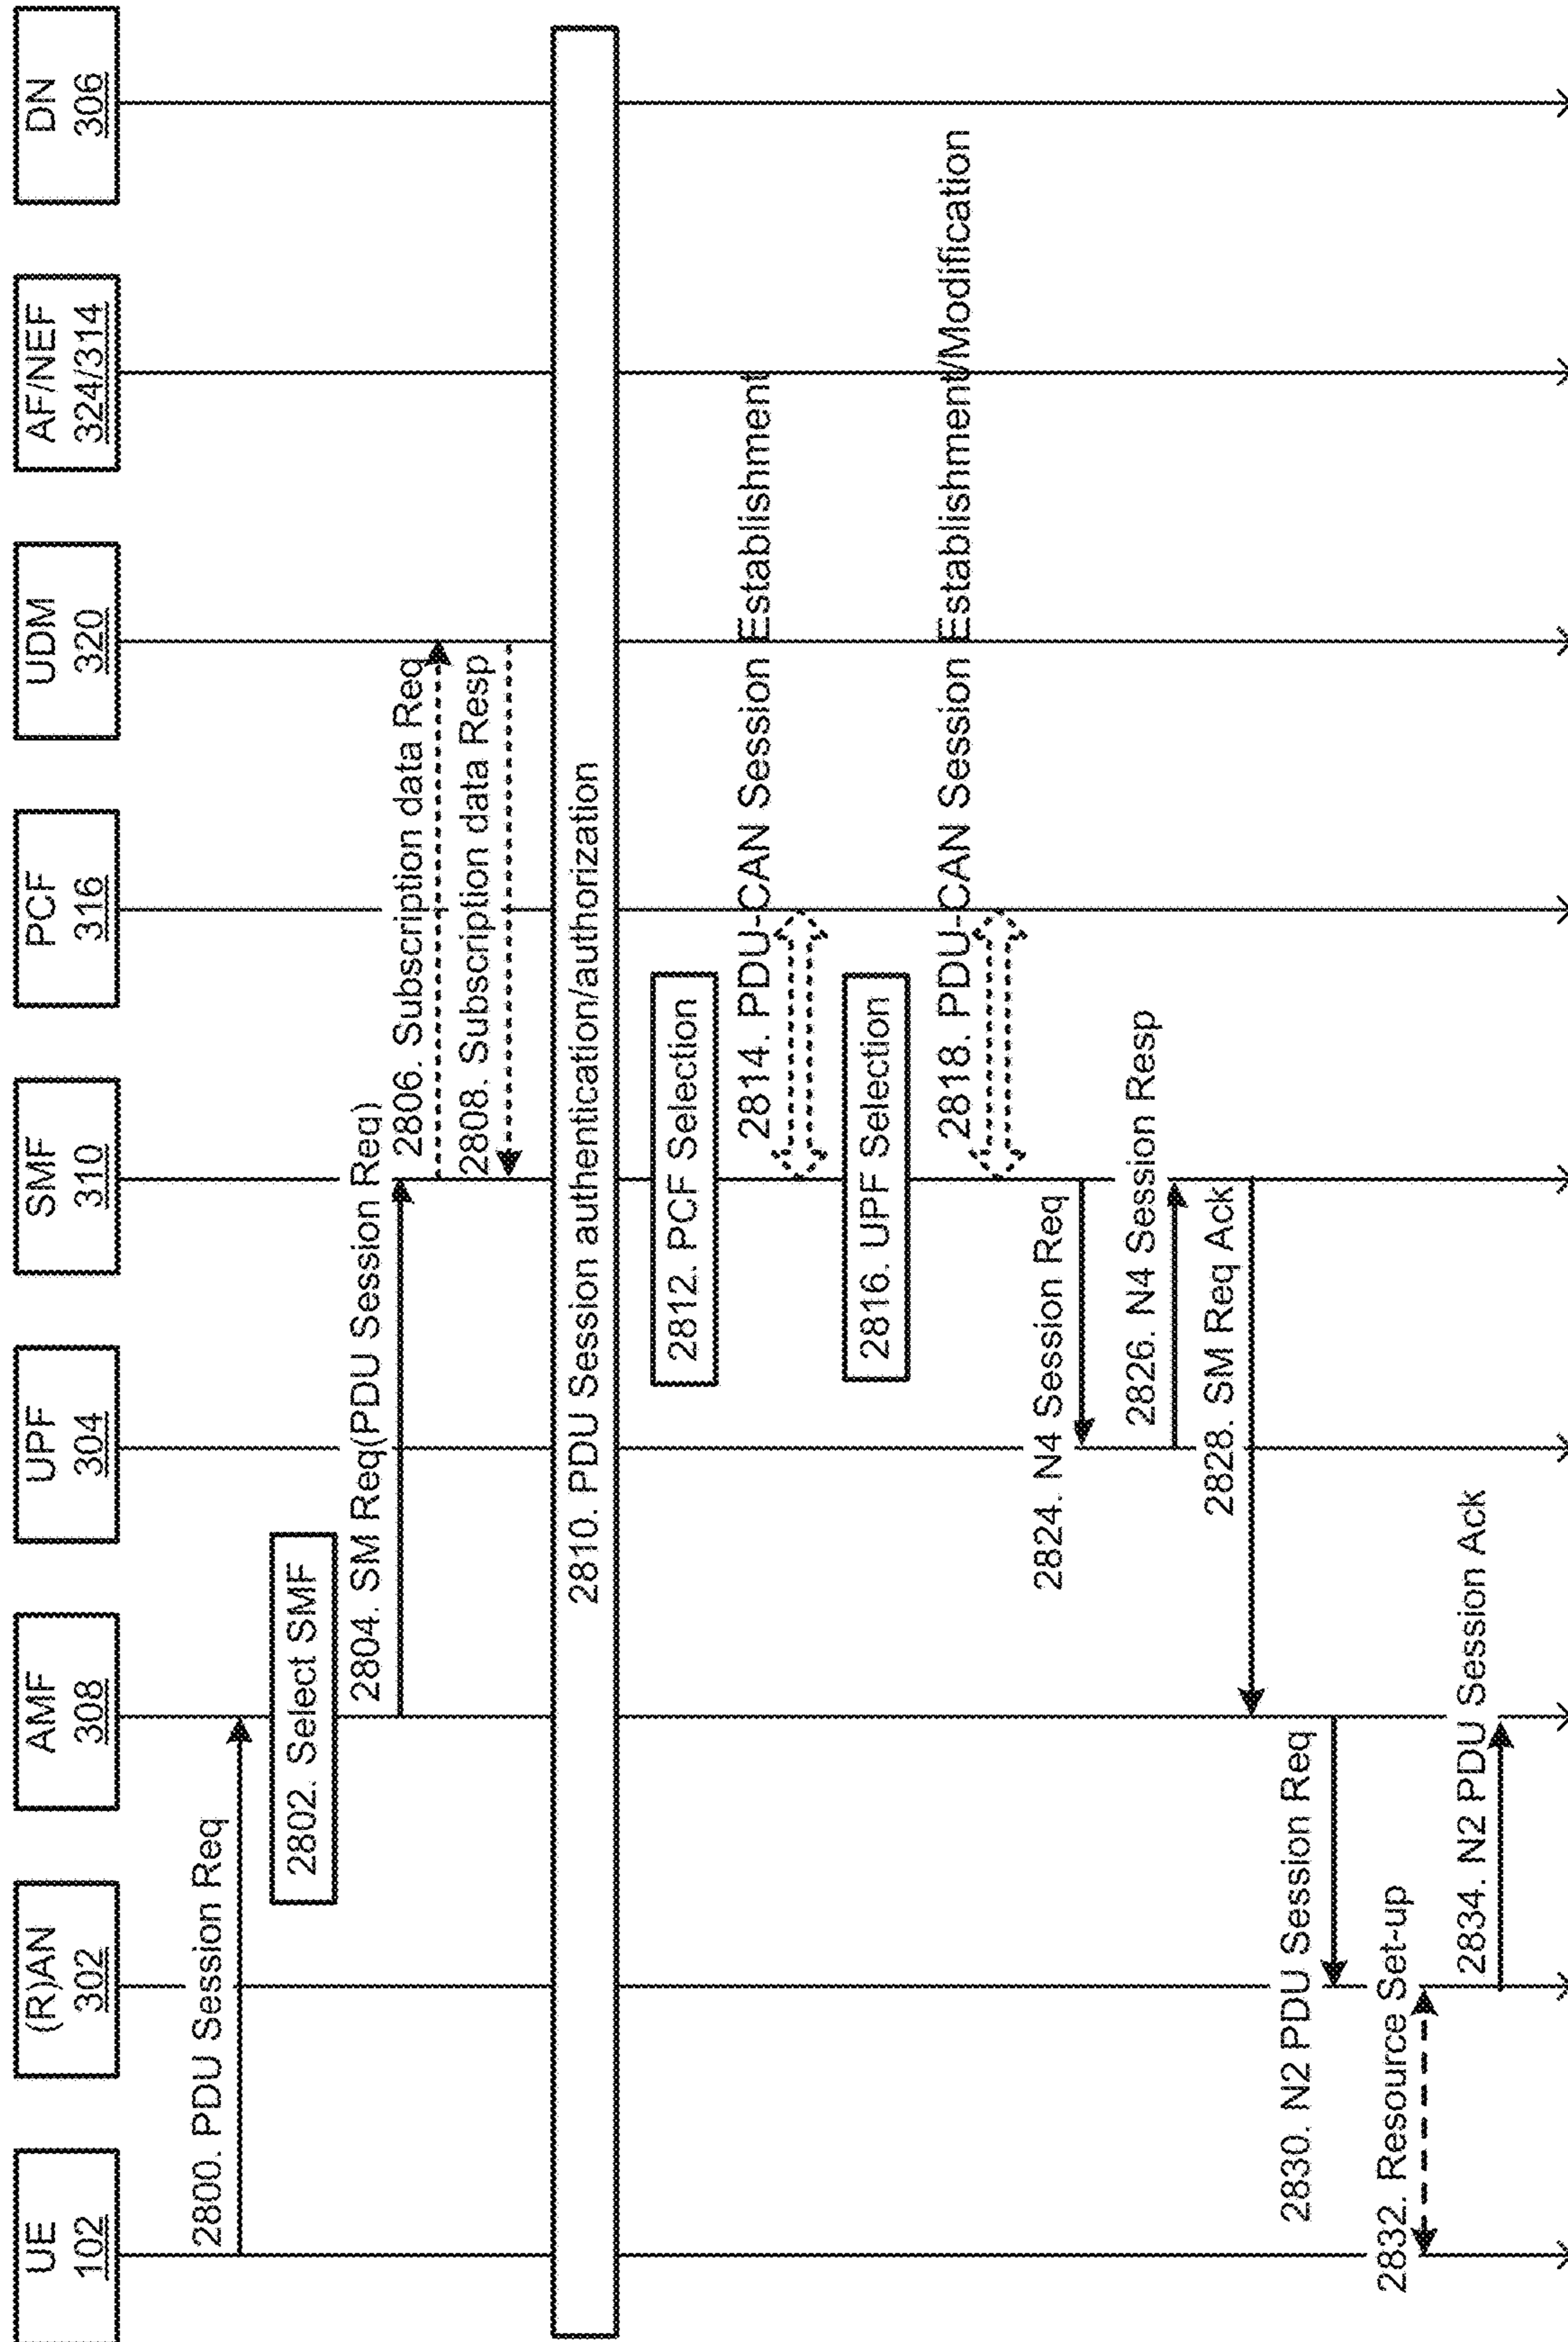 UE
102
(R)AN
302
AMF
308
UPF
304
SMF
310
PCF
316
UDM
320
AF/NEF
324/314
DN
306
2800. PDU Session Req
2802. Select SMF
2804. SM Req(PDU Session Req)
2806. Subscription data Req
2808. Subscription data Resp
2810. PDU Session authentication/authorization
2812. PCF Selection
2814. PDU-CAN Session Establishment
2816. UPF Selection
2818. PDU-CAN Session Establishment/Modification
2824. N4 Session Req
2826. N4 Session Resp
2828. SM Req Ack
2830. N2 PDU Session Req
2832. Resource Set-up
2834. N2 PDU Session Ack